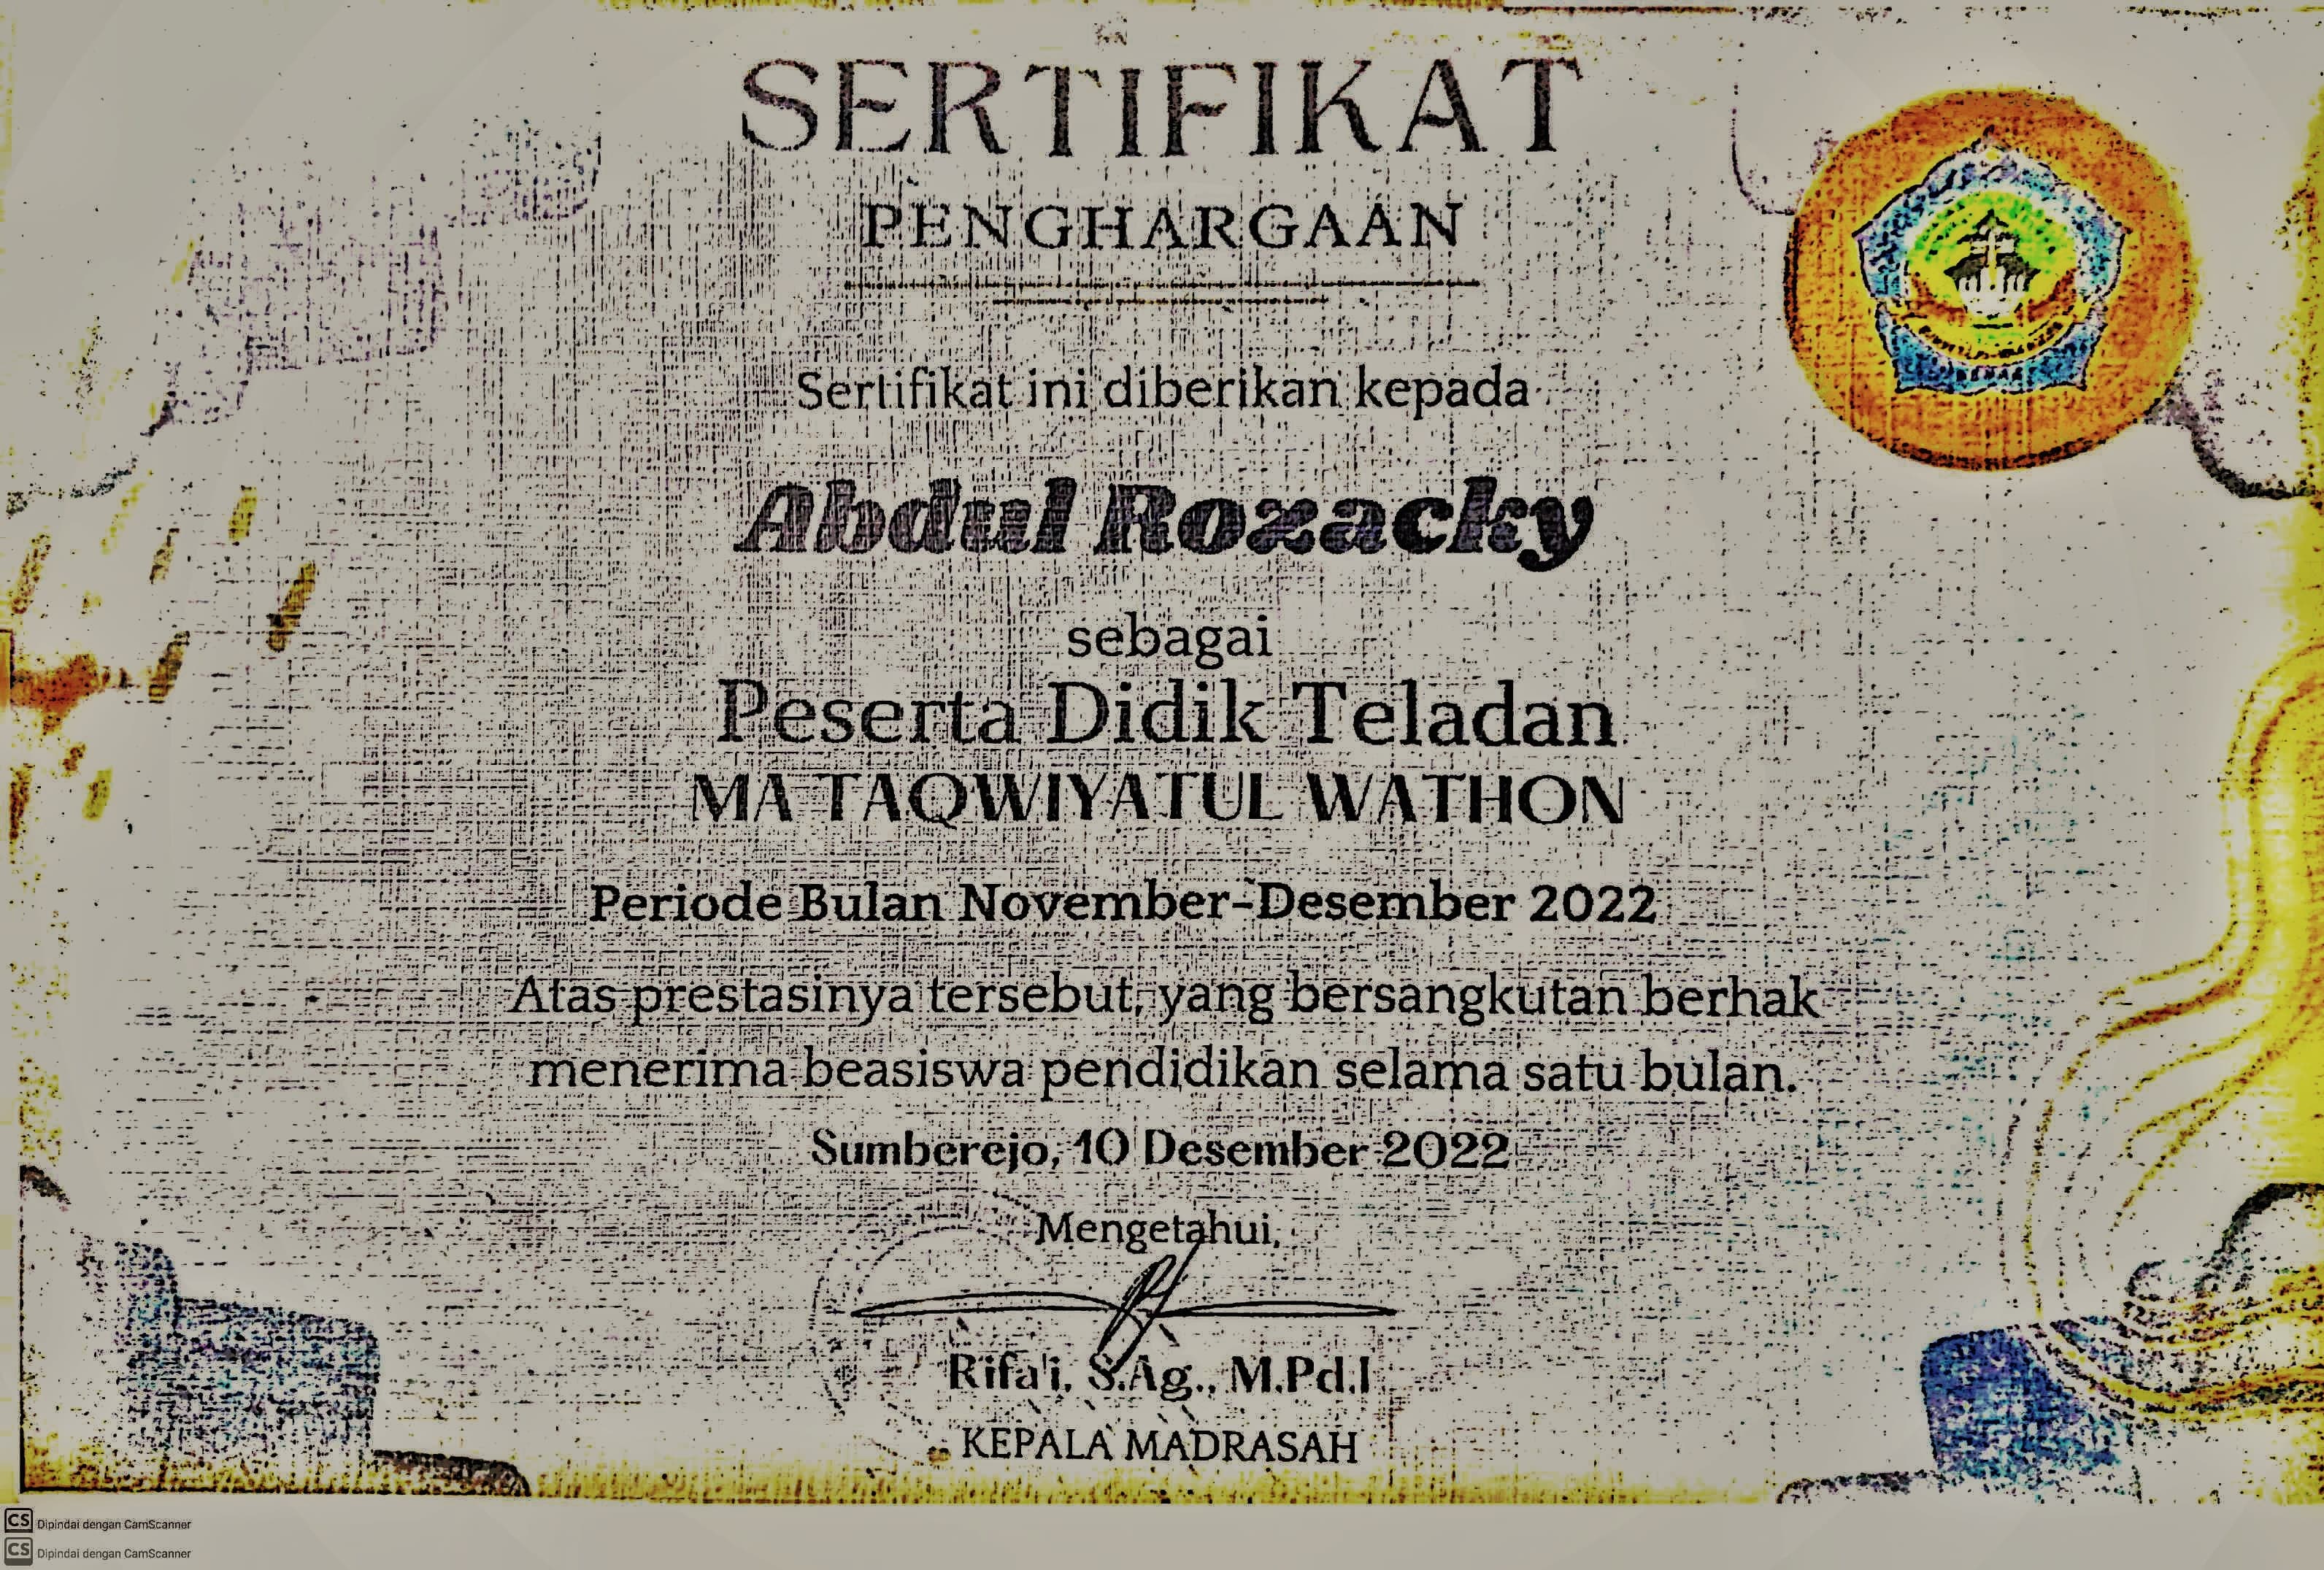 SERTIFIKAT
PENGHARGAAN
Sertifikat ini diberikan kepada
Abdul Rozacky
sebagai
Peserta Didik Teladan
MA TAQWIYATUL WATHON
Periode Bulan November-Desember 2022
Atas prestasinya tersebut, yang bersangkutan berhak
menerima beasiswa pendidikan selama satu bulan.
Sumberejo, 10 Desember 2022
Mengetahui,
Rifa'i, S.Ag., M.Pd.I
KEPALA MADRASAH
CS Dipindai dengan CamScanner
CS Dipindai dengan CamScanner